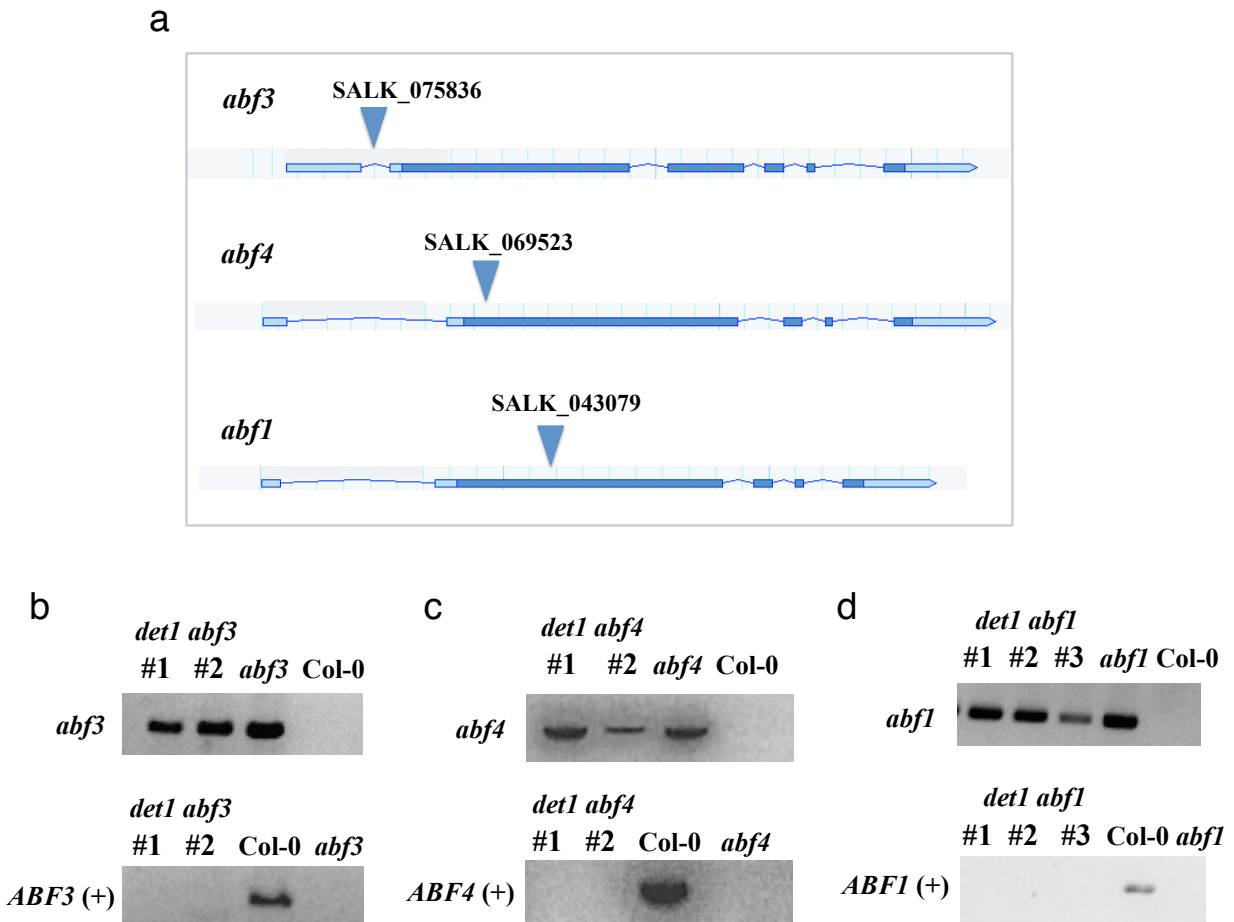 a
abf3
SALK_075836
abf4
SALK_069523
abf1
SALK_043079
b
det1 abf3
#1 #2 abf3 Col-0
abf3
det1 abf3
#1 #2 Col-0 abf3
ABF3 (+)
c
det1 abf4
#1 #2 abf4 Col-0
abf4
det1 abf4
#1 #2 Col-0 abf4
ABF4 (+)
d
det1 abf1
#1 #2 #3 abf1 Col-0
abf1
det1 abf1
#1 #2 #3 Col-0 abf1
ABF1 (+)